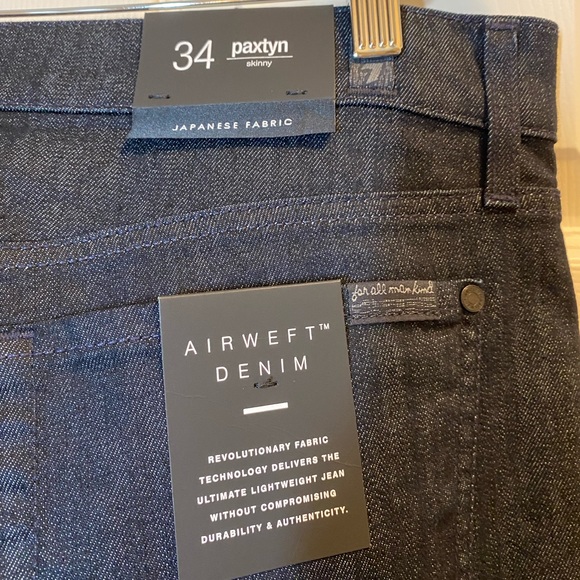 34 paxtyn
skinny
7
JAPANESE FABRIC
for all mankind
AIRWEFT™
DENIM
REVOLUTIONARY FABRIC
TECHNOLOGY DELIVERS THE
ULTIMATE LIGHTWEIGHT JEAN
WITHOUT COMPROMISING
DURABILITY & AUTHENTICITY.